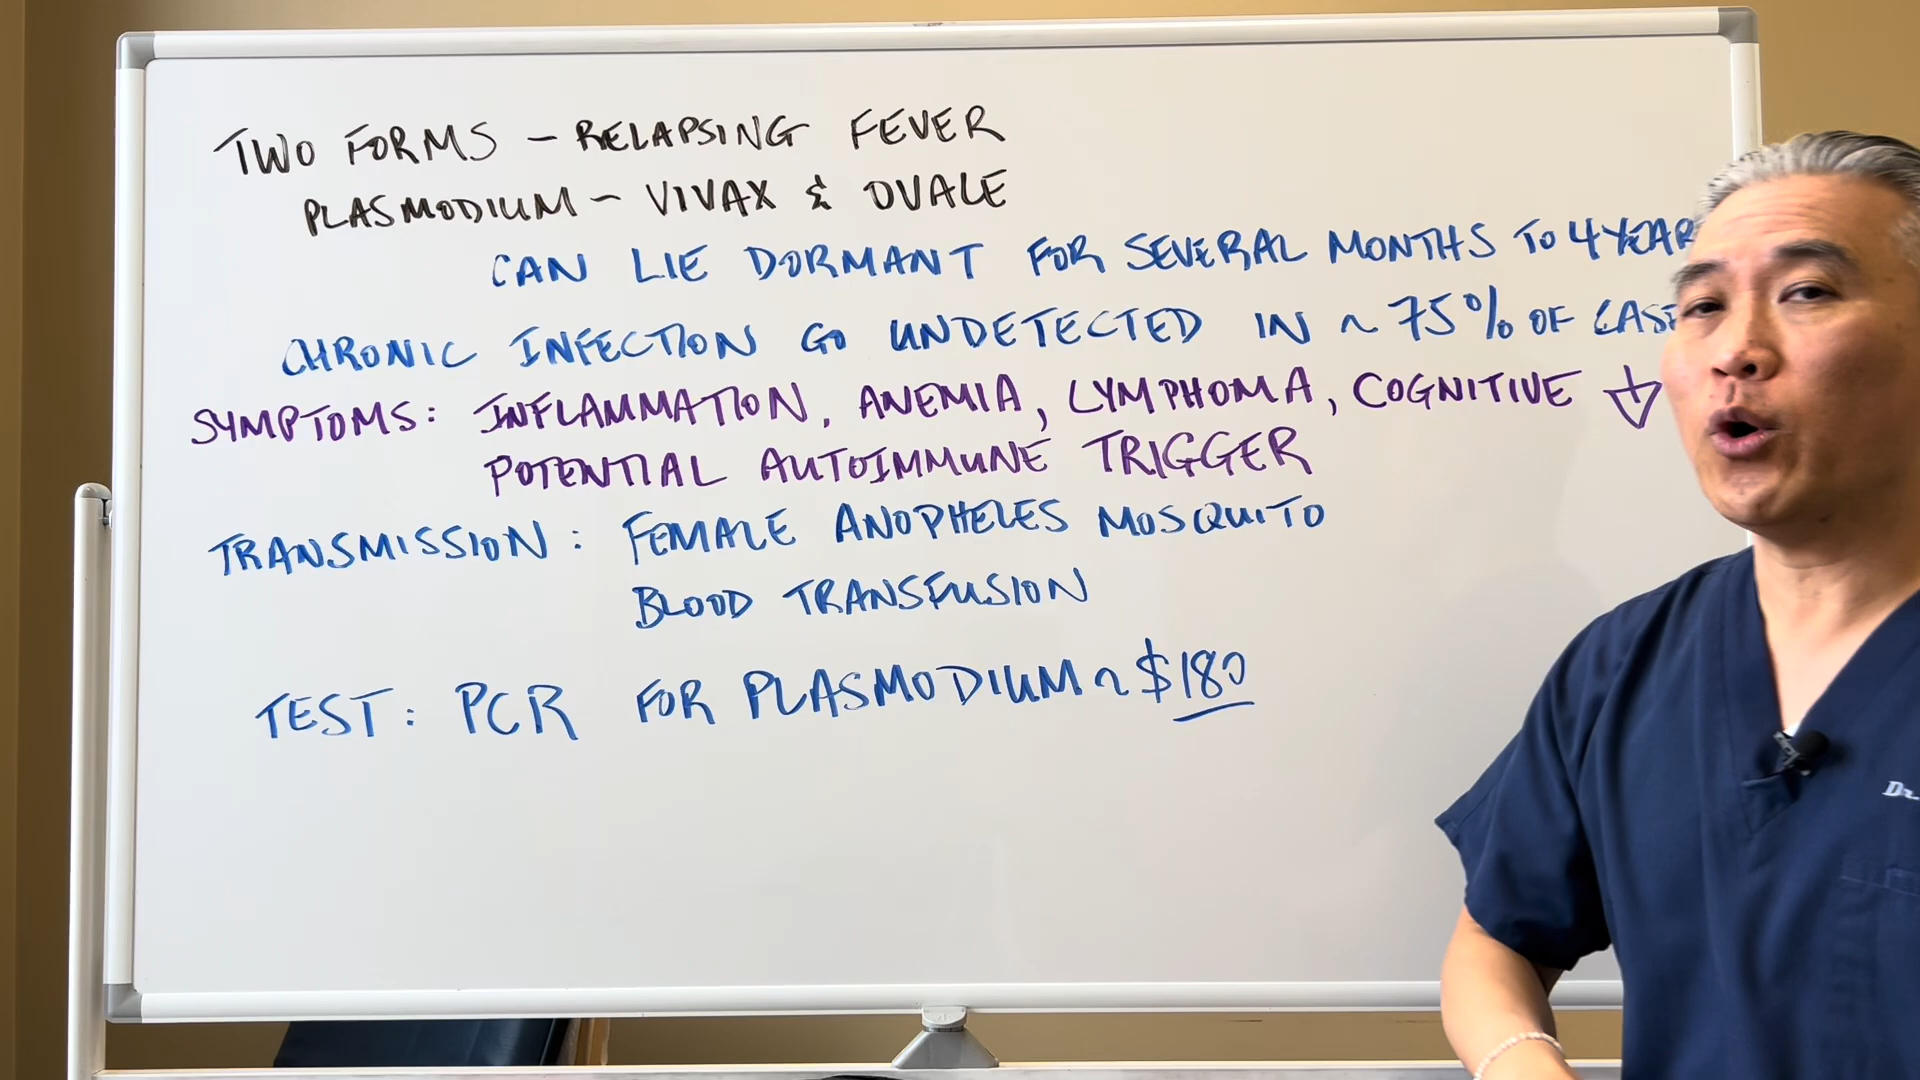 TWO FORMS – RELAPSING FEVER
PLASMODIUM – VIVAX & OVALE
CAN LIE DORMANT FOR SEVERAL MONTHS TO 4 YEAR
CHRONIC INFECTION GO UNDETECTED IN ~ 75% OF CASE
SYMPTOMS: INFLAMMATION, ANEMIA, LYMPHOMA, COGNITIVE ↓
POTENTIAL AUTOIMMUNE TRIGGER
TRANSMISSION: FEMALE ANOPHELES MOSQUITO
BLOOD TRANSFUSION
TEST: PCR FOR PLASMODIUM ~ $180
Dr.